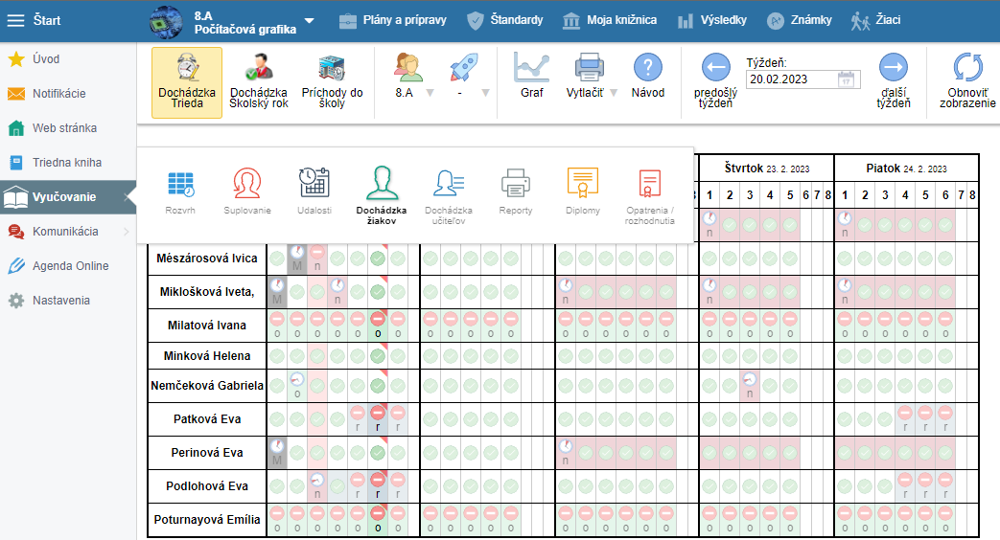 Štart
8.A
Počítačová grafika
Plány a prípravy
Štandardy
Moja knižnica
Výsledky
Známky
Žiaci
Úvod
Notifikácie
Web stránka
Triedna kniha
Vyučovanie
Komunikácia
Agenda Online
Nastavenia
Dochádzka
Trieda
Dochádzka
Školský rok
Príchody do
školy
8.A
-
Graf
Vytlačiť
Návod
predošlý
týždeň
Týždeň:
20.02.2023
17
ďalší
týždeň
Obnoviť
zobrazenie
Rozvrh
Suplovanie
Udalosti
Dochádzka
žiakov
Dochádzka
učiteľov
Reporty
Diplomy
Opatrenia /
rozhodnutia
Štvrtok 23. 2. 2023
Piatok 24. 2. 2023
1 2 3 4 5 6 7 8 1 2 3 4 5 6 7 8
n n
Mészárosová Ivica
M n
Miklošková Iveta,
M n n n n
Milatová Ivana
o o o o o o o o o o o o o o o o o o o o o o o o o o o o
Minková Helena
Nemčeková Gabriela
o n
Patková Eva
r r r r r r
Perinová Eva
M n
Podlohová Eva
n r r r r r r
Poturnayová Emília
o o o o o o o o o o o o o o o o o o o o o o o o o o o o